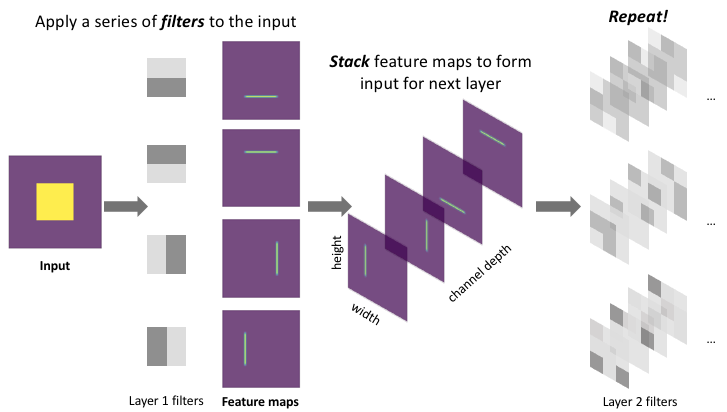 Apply a series of filters to the input
Repeat!
Stack feature maps to form
input for next layer
...
...
...
Input
height
width
channel depth
Layer 1 filters
Feature maps
Layer 2 filters